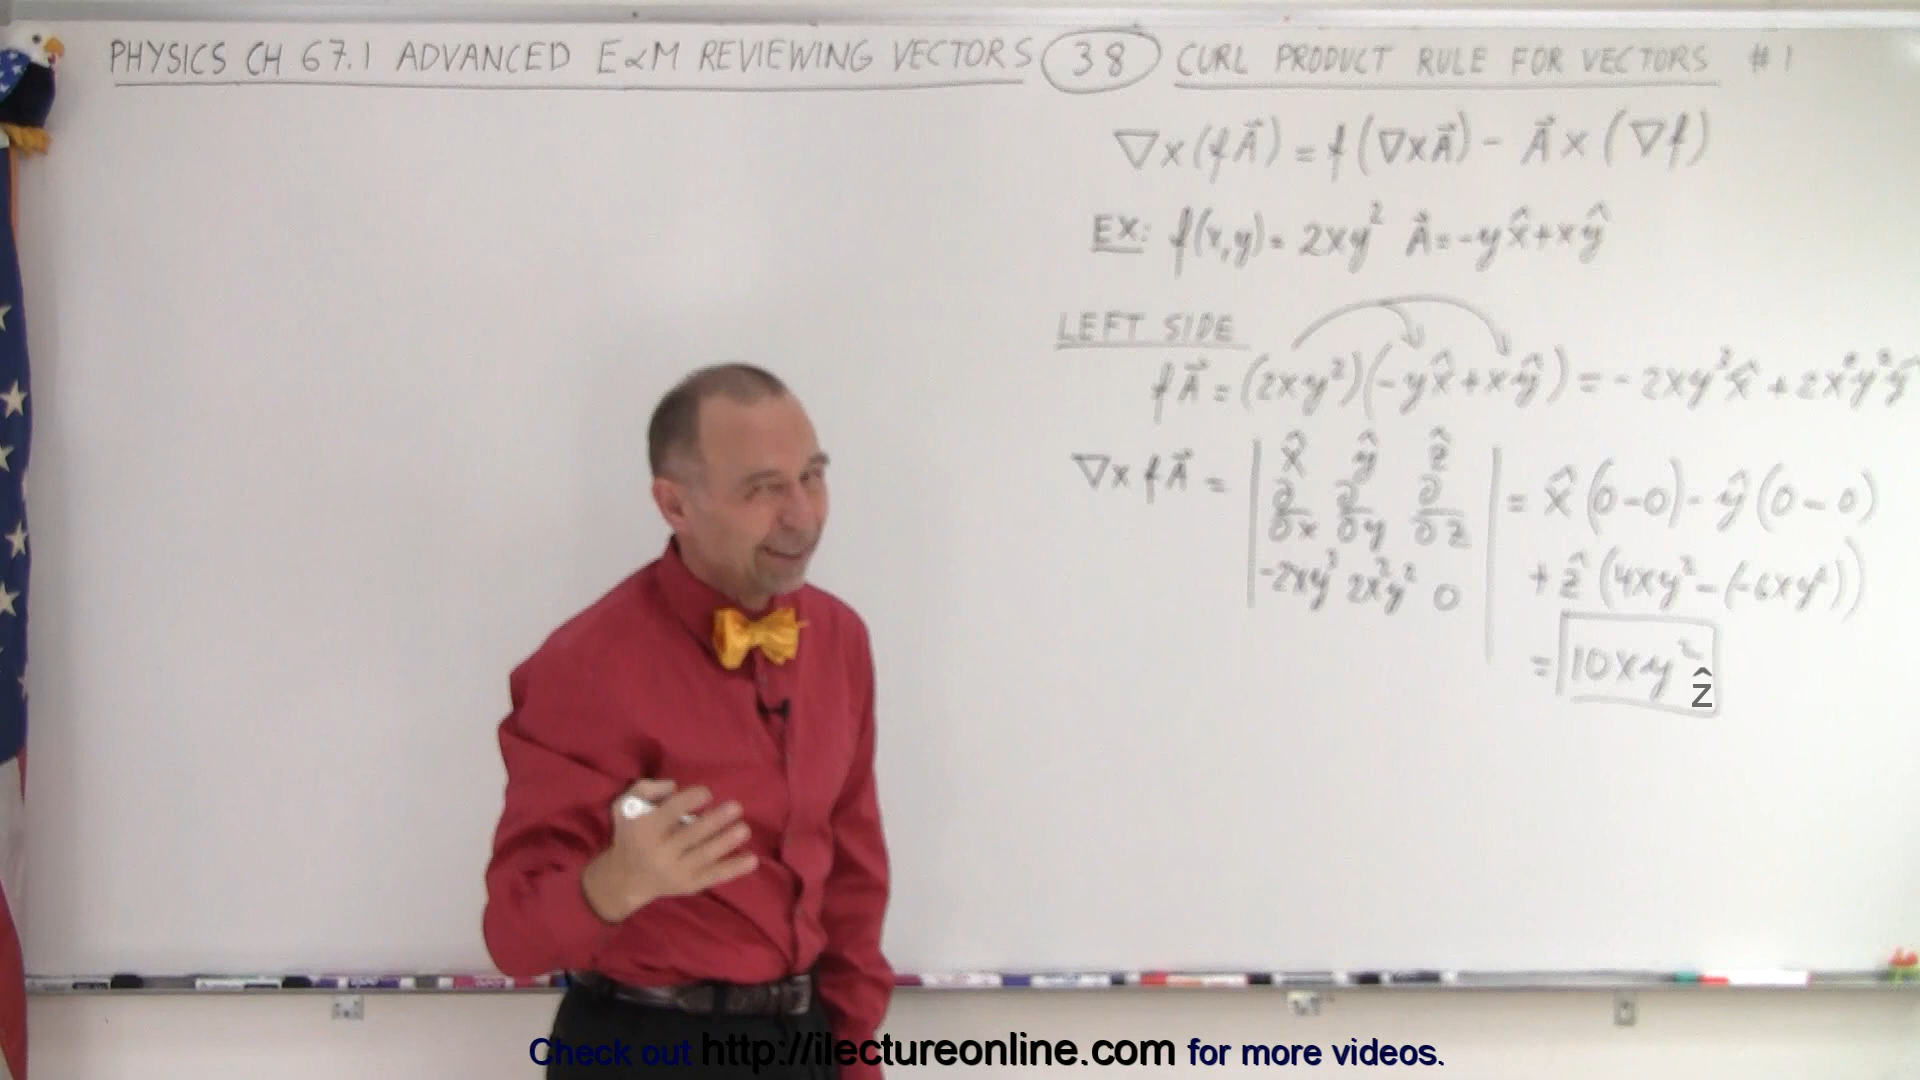 PHYSICS CH 67.1 ADVANCED E&M REVIEWING VECTORS 38 CURL PRODUCT RULE FOR VECTORS #1
∇x(fA⃗) = f(∇xA⃗) - A⃗x(∇f)
EX: f(x,y) = 2xy² A⃗ = -yx̂+xŷ
LEFT SIDE
fA⃗ = (2xy²)(-yx̂+xŷ) = -2xy³x̂ + 2x²y²ŷ
∇xfA⃗ = | x̂ ŷ ẑ
∂/∂x ∂/∂y ∂/∂z
-2xy³ 2x²y² 0 | = x̂(0-0)-ŷ(0-0)
+ẑ(4xy²-(-6xy²))
= 10xy² ẑ
Check out http://ilectureonline.com for more videos.